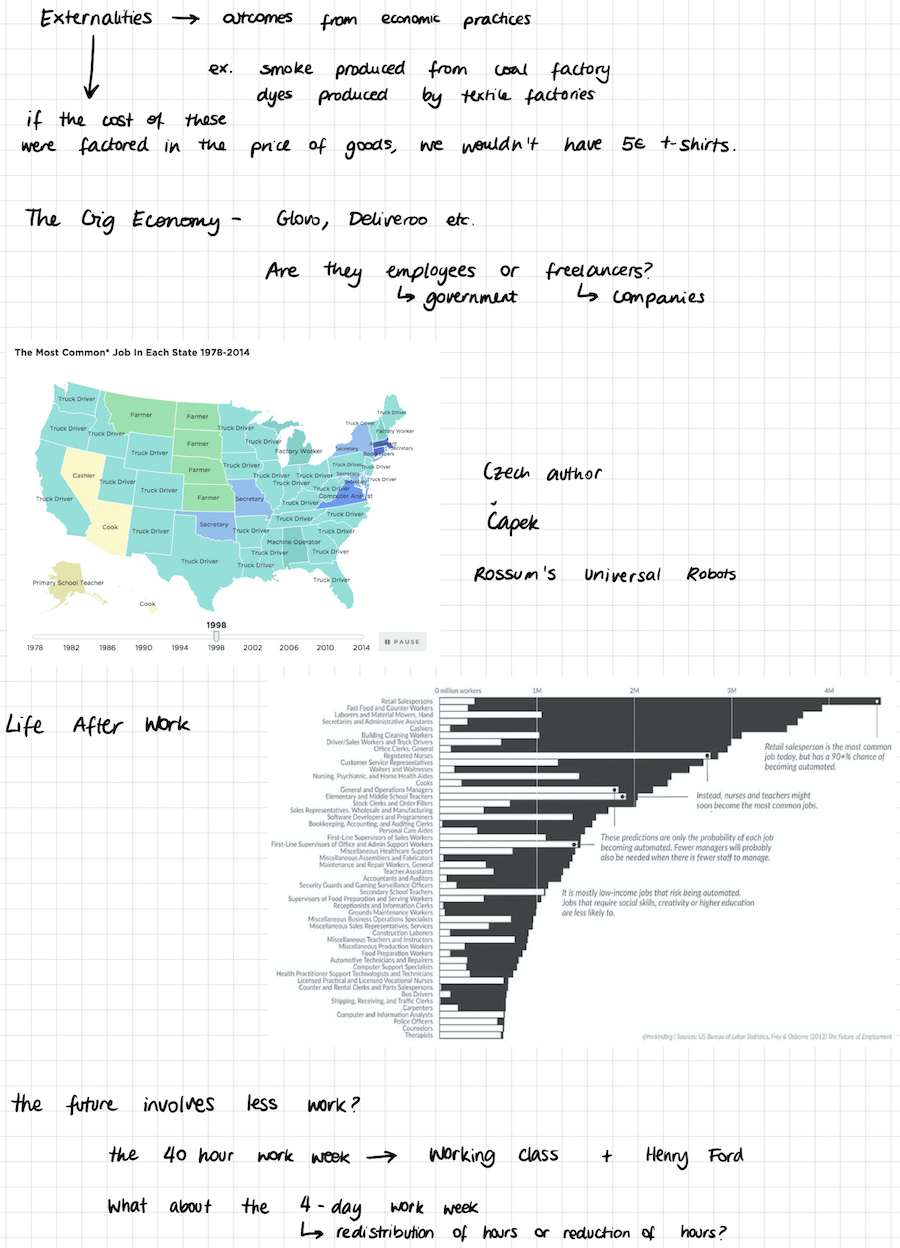 Externalities → outcomes from economic practices
ex. smoke produced from coal factory
dyes produced by textile factories
if the cost of these
were factored in the price of goods, we wouldn't have 5€ t-shirts.
The Gig Economy - Glovo, Deliveroo etc.
Are they employees or freelancers?
↳ government ↳ companies
The Most Common* Job In Each State 1978-2014
Truck Driver
Farmer
Farmer
Truck Driver
Truck Driver
Truck Driver
Factory Worker
Truck Driver
Truck Driver
Farmer
Truck Driver
Truck Driver
Factory Worker
Secretary
Secretary
Cashier
Truck Driver
Farmer
Truck Driver
Truck Driver
Truck Driver
Truck Driver
Truck Driver
Truck Driver
Truck Driver
Farmer
Secretary
Truck Driver
Secretary
Truck Driver
Computer Analyst
Cook
Truck Driver
Secretary
Truck Driver
Truck Driver
Truck Driver
Machine Operator
Truck Driver
Truck Driver
Truck Driver
Truck Driver
Truck Driver
Primary School Teacher
Cook
1998
PAUSE
1978 1982 1986 1990 1994 1998 2002 2006 2010 2014
Czech author
Čapek
Rossum's Universal Robots
Life After Work
0 million workers 1M 2M 3M 4M
Retail Salespersons
Fast Food and Counter Workers
Laborers and Material Movers, Hand
Secretaries and Administrative Assistants
Cashiers
Building Cleaning Workers
Driver/Sales Workers and Truck Drivers
Office Clerks, General
Registered Nurses
Customer Service Representatives
Waiters and Waitresses
Nursing, Psychiatric, and Home Health Aides
Cooks
General and Operations Managers
Elementary and Middle School Teachers
Stock Clerks and Order Fillers
Sales Representatives, Wholesale and Manufacturing
Software Developers and Programmers
Bookkeeping, Accounting, and Auditing Clerks
Personal Care Aides
First-Line Supervisors of Sales Workers
First-Line Supervisors of Office and Admin Support Workers
Miscellaneous Healthcare Support
Miscellaneous Assemblers and Fabricators
Maintenance and Repair Workers, General
Teacher Assistants
Accountants and Auditors
Security Guards and Gaming Surveillance Officers
Secondary School Teachers
Supervisors of Food Preparation and Serving Workers
Receptionists and Information Clerks
Grounds Maintenance Workers
Miscellaneous Business Operations Specialists
Miscellaneous Sales Representatives, Services
Construction Laborers
Miscellaneous Teachers and Instructors
Miscellaneous Production Workers
Food Preparation Workers
Automotive Technicians and Repairers
Computer Support Specialists
Health Practitioner Support Technologists and Technicians
Licensed Practical and Licensed Vocational Nurses
Counter and Rental Clerks and Parts Salespersons
Bus Drivers
Shipping, Receiving, and Traffic Clerks
Carpenters
Computer and Information Analysts
Police Officers
Counselors
Therapists
Retail salesperson is the most common
job today, but has a 90+% chance of
becoming automated.
Instead, nurses and teachers might
soon become the most common jobs.
These predictions are only the probability of each job
becoming automated. Fewer managers will probably
also be needed when there is fewer staff to manage.
It is mostly low-income jobs that risk being automated.
Jobs that require social skills, creativity or higher education
are less likely to.
Sources: US Bureau of Labor Statistics, Frey & Osborne (2013) The Future of Employment
the future involves less work?
the 40 hour work week → Working class + Henry Ford
What about the 4-day work week
↳ redistribution of hours or reduction of hours?